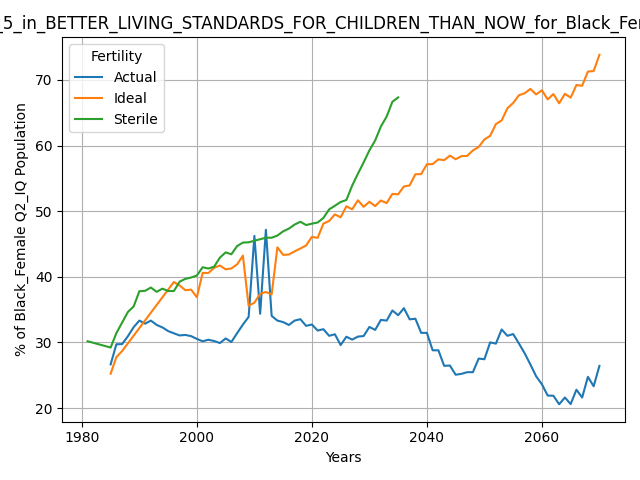 _5_in_BETTER_LIVING_STANDARDS_FOR_CHILDREN_THAN_NOW_for_Black_Fem
Fertility
Actual
Ideal
Sterile
% of Black_Female Q2_IQ Population
70
60
50
40
30
20
1980
2000
2020
2040
2060
Years